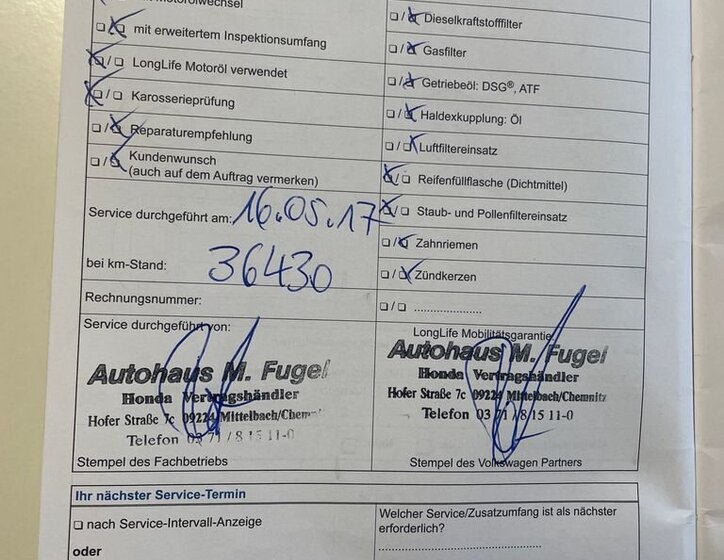 mit Motorölwechsel
☐/☒ mit erweitertem Inspektionsumfang
☒/☐ LongLife Motoröl verwendet
☒/☐ Karosserieprüfung
☐/☒ Reparaturempfehlung
☐/☒ Kundenwunsch
(auch auf dem Auftrag vermerken)
Service durchgeführt am: 16.05.17
bei km-Stand: 36430
Rechnungsnummer:
Service durchgeführt von:
Autohaus M. Fugel
Honda Vertragshändler
Hofer Straße 7c 09224 Mittelbach/Chemnitz
Telefon 03 71 / 8 15 11-0
Stempel des Fachbetriebs
☐/☒ Dieselkraftstofffilter
☐/☒ Gasfilter
☐/☒ Getriebeöl: DSG®, ATF
☐/☒ Haldexkupplung: Öl
☐/☒ Luftfiltereinsatz
☒/☐ Reifenfüllflasche (Dichtmittel)
☒/☐ Staub- und Pollenfiltereinsatz
☐/☒ Zahnriemen
☐/☒ Zündkerzen
☐/☐ ....................
LongLife Mobilitätsgarantie
Autohaus M. Fugel
Honda Vertragshändler
Hofer Straße 7c 09224 Mittelbach/Chemnitz
Telefon 03 71 / 8 15 11-0
Stempel des Volkswagen Partners
Ihr nächster Service-Termin
☐ nach Service-Intervall-Anzeige
oder
Welcher Service/Zusatzumfang ist als nächster
erforderlich?
........................................